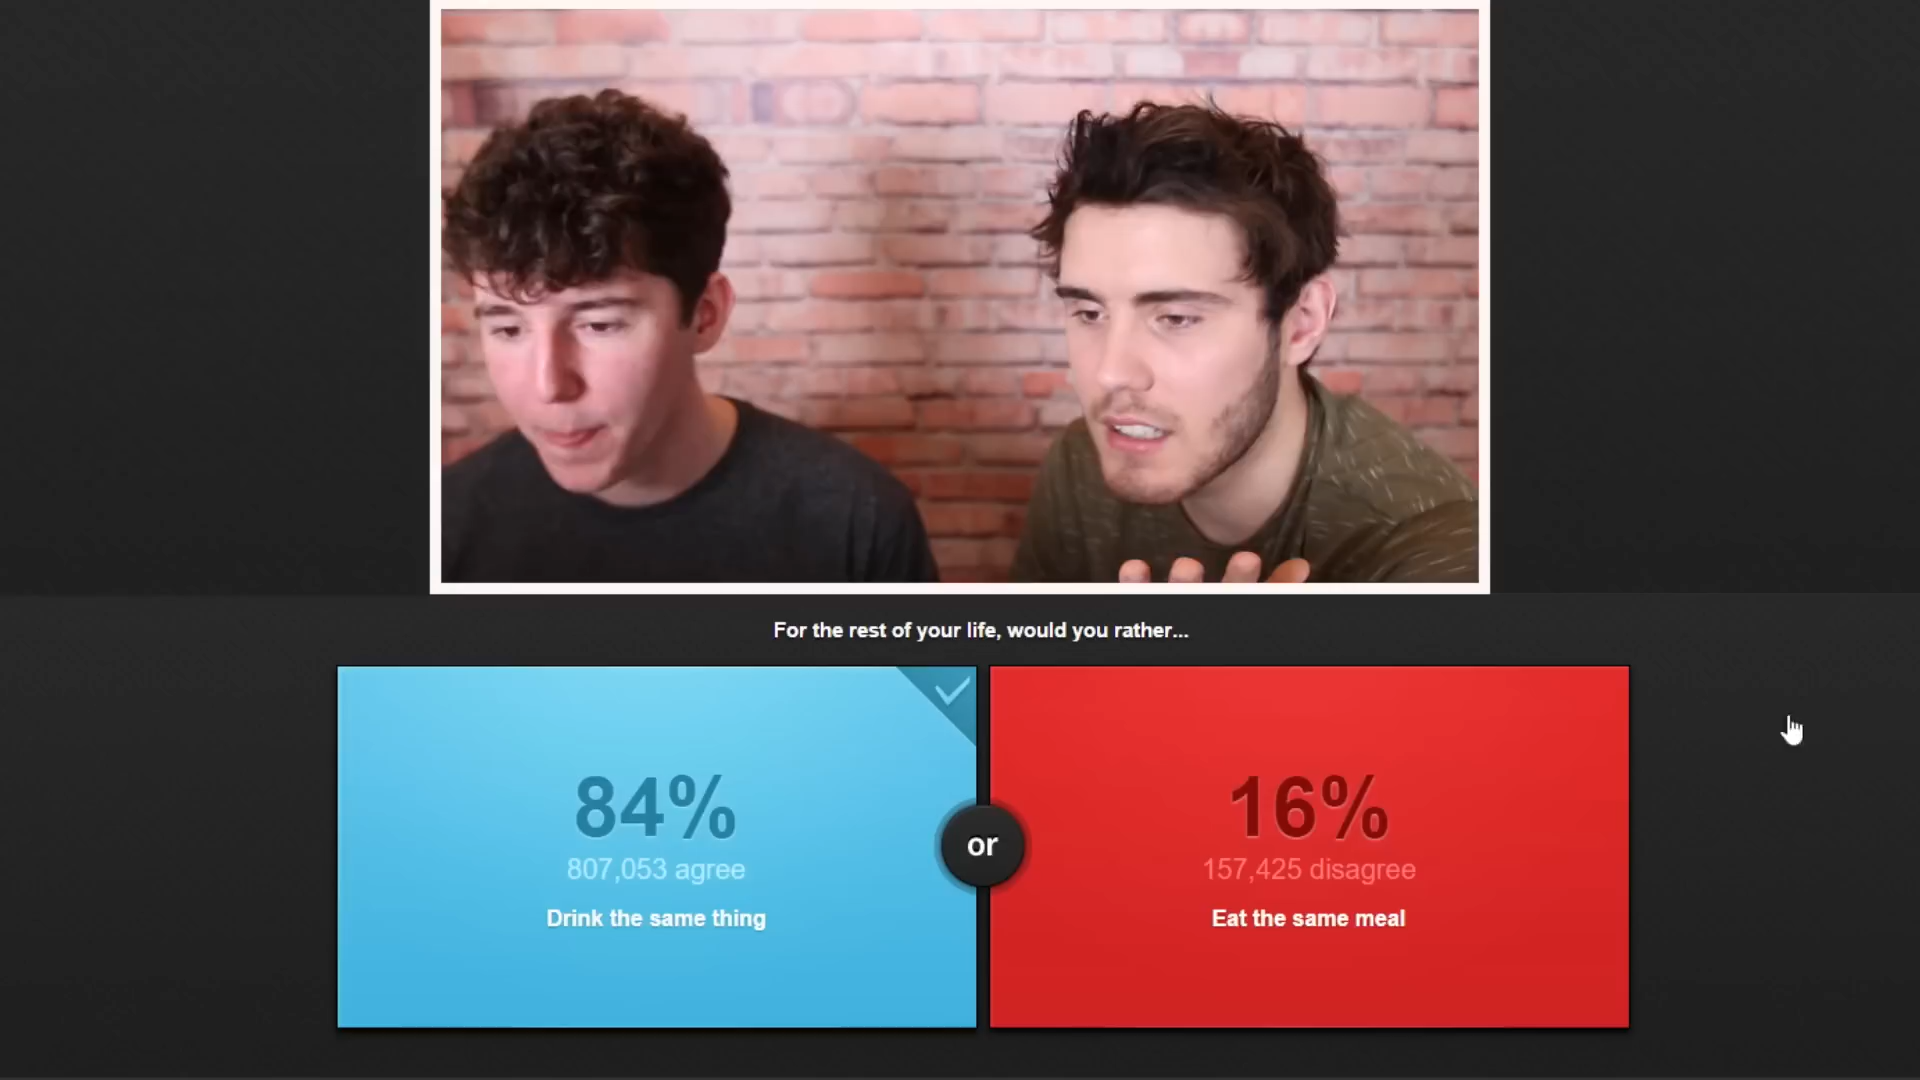 For the rest of your life, would you rather...
84%
807,053 agree
Drink the same thing
or
16%
157,425 disagree
Eat the same meal